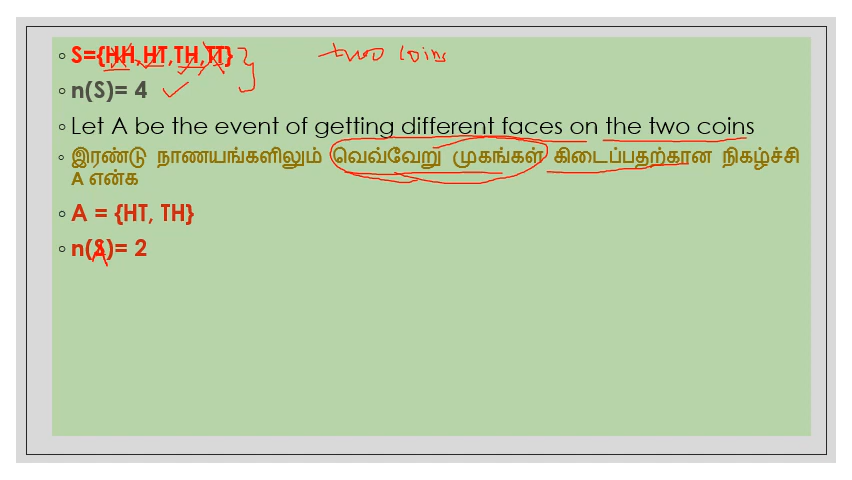 S={HH,HT,TH,TT} two coins
n(S)= 4
Let A be the event of getting different faces on the two coins
இரண்டு நாணயங்களிலும் வெவ்வேறு முகங்கள் கிடைப்பதற்கான நிகழ்ச்சி
A என்க
A = {HT, TH}
n(A)= 2